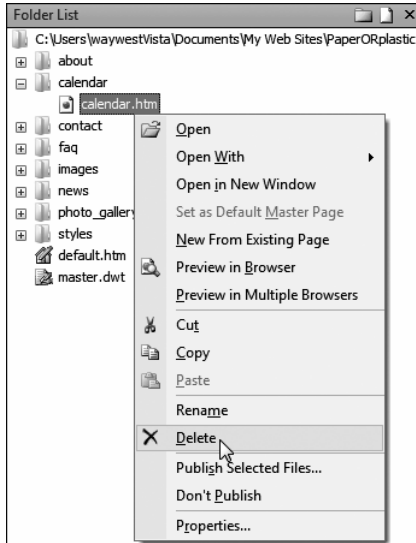 Folder List
C:\Users\waywestVista\Documents\My Web Sites\PaperORplastic
about
calendar
calendar.htm
contact
faq
images
news
photo_gallery
styles
default.htm
master.dwt
Open
Open With
Open in New Window
Set as Default Master Page
New From Existing Page
Preview in Browser
Preview in Multiple Browsers
Cut
Copy
Paste
Rename
Delete
Publish Selected Files...
Don't Publish
Properties...